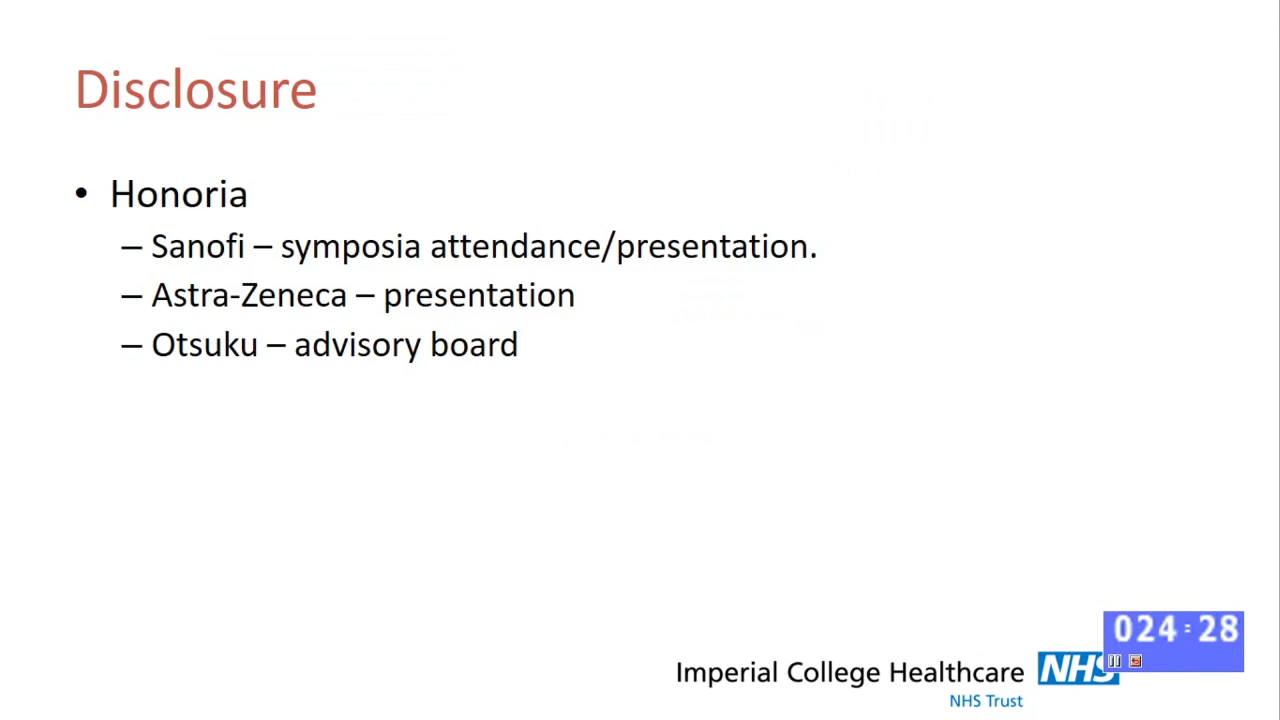 Disclosure
• Honoria
– Sanofi – symposia attendance/presentation.
– Astra-Zeneca – presentation
– Otsuku – advisory board
024:28
Imperial College Healthcare NHS
NHS Trust